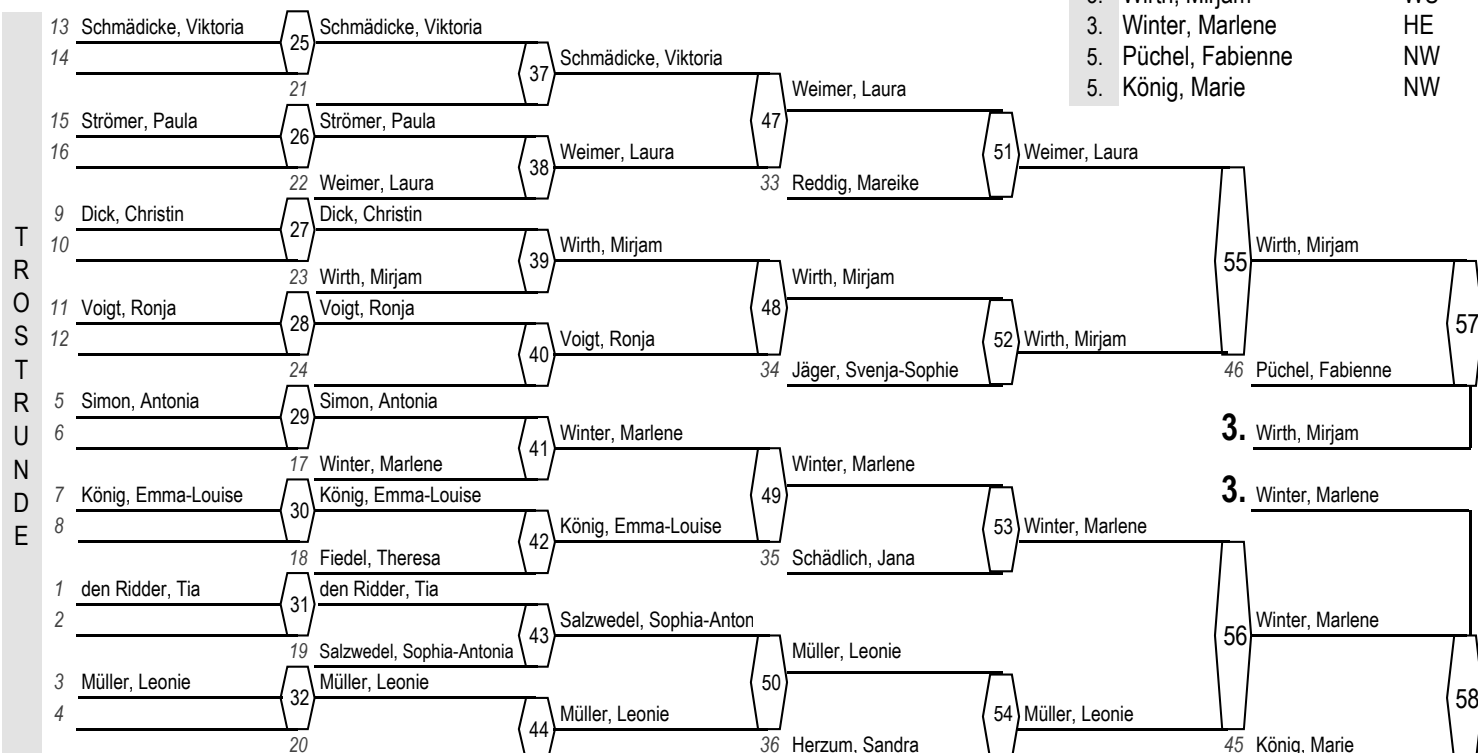 3. Wirth, Mirjam WÜ
3. Winter, Marlene HE
5. Püchel, Fabienne NW
5. König, Marie NW
TROSTRUNDE
13 Schmädicke, Viktoria 25 Schmädicke, Viktoria
14 37 Schmädicke, Viktoria
21 Weimer, Laura
15 Strömer, Paula 26 Strömer, Paula 47
16 38 Weimer, Laura 51 Weimer, Laura
22 Weimer, Laura 33 Reddig, Mareike
9 Dick, Christin 27 Dick, Christin
10 39 Wirth, Mirjam 55 Wirth, Mirjam
23 Wirth, Mirjam Wirth, Mirjam
11 Voigt, Ronja 28 Voigt, Ronja 48 57
12 40 Voigt, Ronja 52 Wirth, Mirjam
24 34 Jäger, Svenja-Sophie 46 Püchel, Fabienne
5 Simon, Antonia 29 Simon, Antonia
6 41 Winter, Marlene 3. Wirth, Mirjam
17 Winter, Marlene Winter, Marlene
7 König, Emma-Louise 30 König, Emma-Louise 49 3. Winter, Marlene
8 42 König, Emma-Louise 53 Winter, Marlene
18 Fiedel, Theresa 35 Schädlich, Jana
1 den Ridder, Tia 31 den Ridder, Tia
2 43 Salzwedel, Sophia-Anton 56 Winter, Marlene
19 Salzwedel, Sophia-Antonia Müller, Leonie
3 Müller, Leonie 32 Müller, Leonie 50 58
4 44 Müller, Leonie 54 Müller, Leonie
20 36 Herzum, Sandra 45 König, Marie